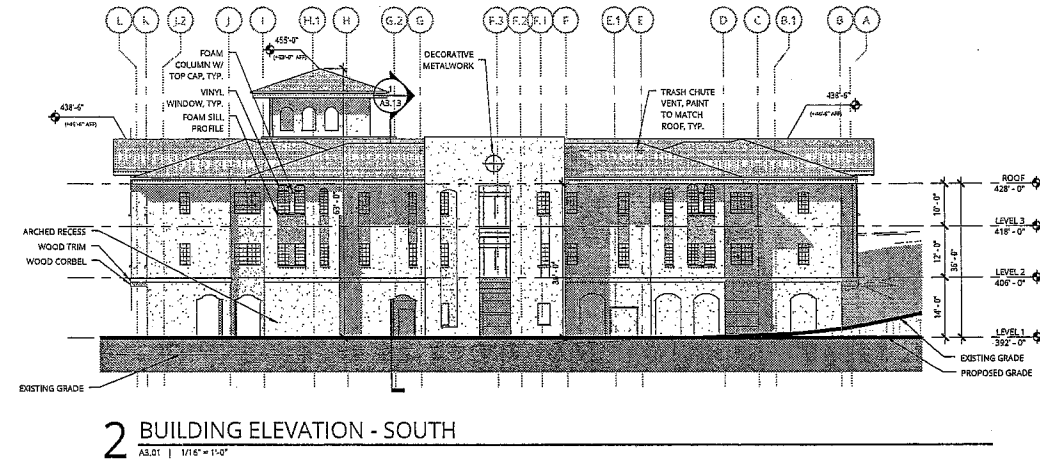 L K J.2 J I H.1 H G.2 G F.3 F.2 F.1 F E.1 E D C B.1 B A
455'-0"
FOAM
COLUMN W/
TOP CAP, TYP.
VINYL
WINDOW, TYP.
FOAM SILL
PROFILE
DECORATIVE
METALWORK
1
A3.13
TRASH CHUTE
VENT, PAINT
TO MATCH
ROOF, TYP.
438'-6"
438'-6"
ROOF
428' - 0"
10' - 0"
LEVEL 3
418' - 0"
12' - 0"
36' - 0"
LEVEL 2
406' - 0"
14' - 0"
LEVEL 1
392' - 0"
63' - 0"
ARCHED RECESS
WOOD TRIM
WOOD CORBEL
EXISTING GRADE
EXISTING GRADE
PROPOSED GRADE
2 BUILDING ELEVATION - SOUTH
A3.01 | 1/16" = 1'-0"